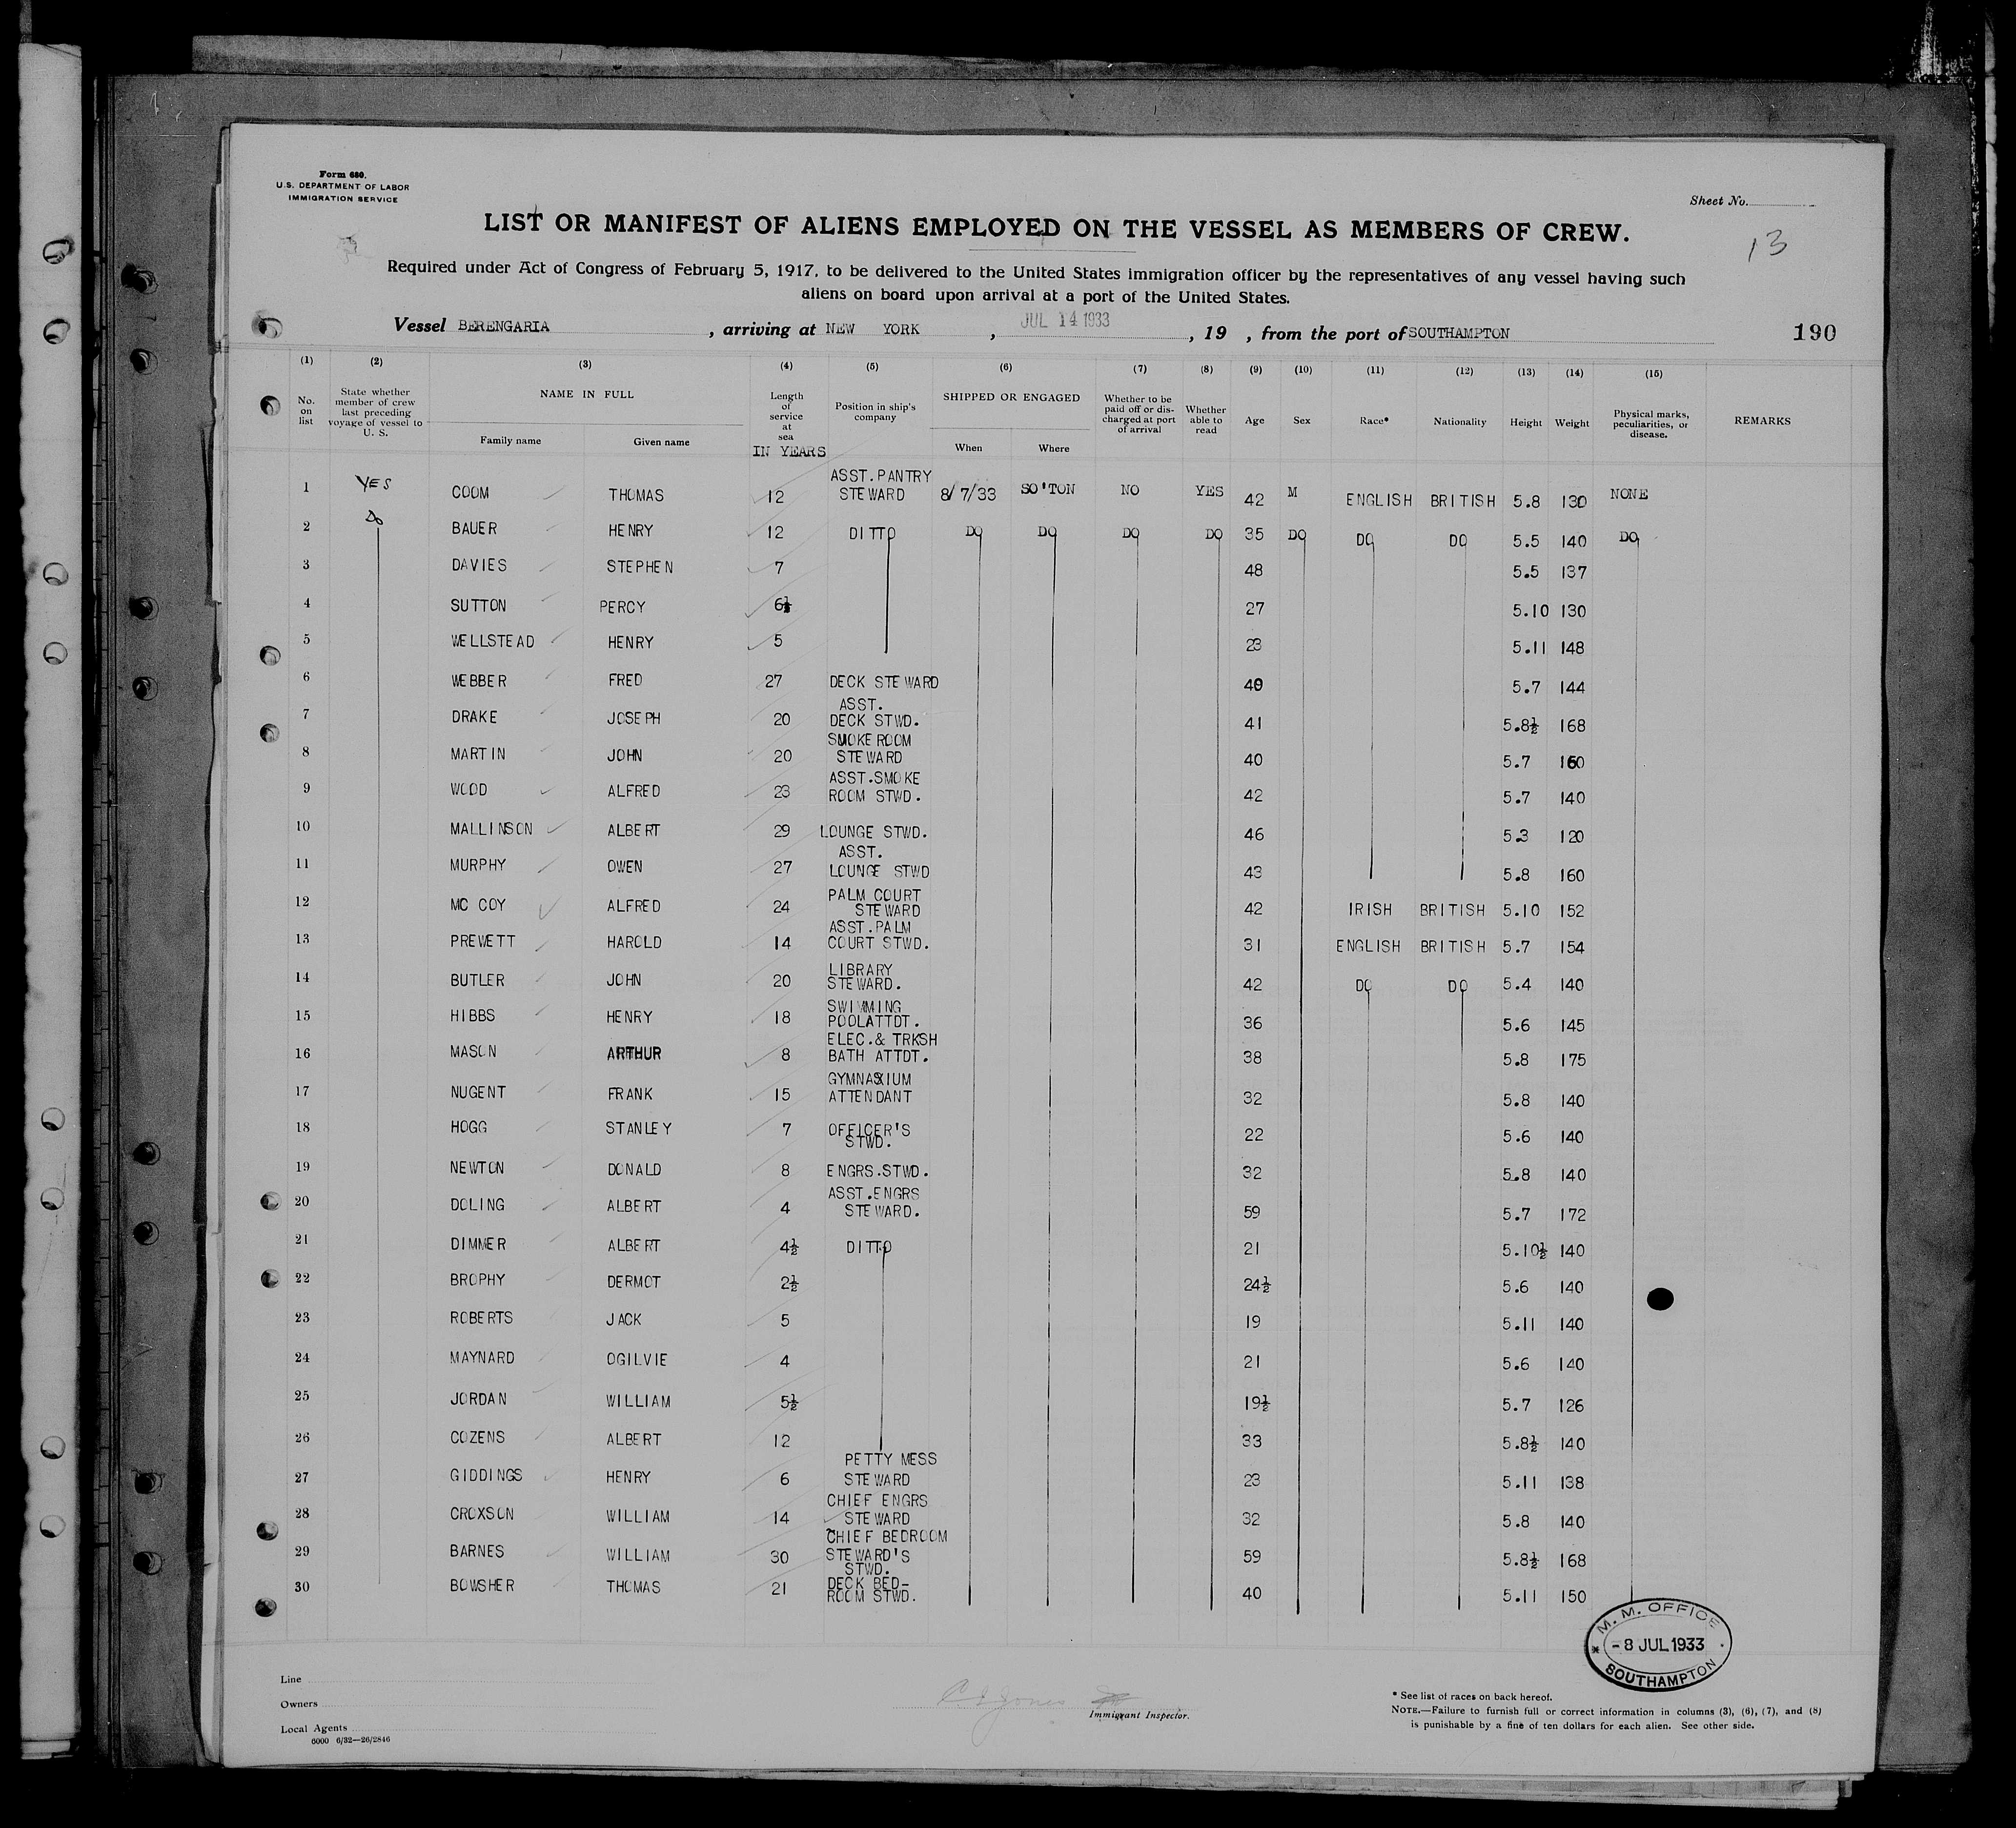 Form 680.
U.S. DEPARTMENT OF LABOR
IMMIGRATION SERVICE
Sheet No.
LIST OR MANIFEST OF ALIENS EMPLOYED ON THE VESSEL AS MEMBERS OF CREW.
13
Required under Act of Congress of February 5, 1917, to be delivered to the United States immigration officer by the representatives of any vessel having such
aliens on board upon arrival at a port of the United States.
Vessel BERENGARIA , arriving at NEW YORK , JUL 14 1933 , 19 , from the port of SOUTHAMPTON 190
(1) (2) (3) (4) (5) (6) (7) (8) (9) (10) (11) (12) (13) (14) (15)
No. on list State whether member of crew last preceding voyage of vessel to U. S. NAME IN FULL Family name Given name Length of service at sea IN YEARS Position in ship's company SHIPPED OR ENGAGED When Where Whether to be paid off or discharged at port of arrival Whether able to read Age Sex Race* Nationality Height Weight Physical marks, peculiarities, or disease. REMARKS
1 YES COOM THOMAS 12 ASST.PANTRY STEWARD 8/7/33 SO'TON NO YES 42 M ENGLISH BRITISH 5.8 130 NONE
2 Do BAUER HENRY 12 DITTO DO DO DO DO 35 DO DO DO 5.5 140 DO
3 DAVIES STEPHEN 7 48 5.5 137
4 SUTTON PERCY 6½ 27 5.10 130
5 WELLSTEAD HENRY 5 23 5.11 148
6 WEBBER FRED 27 DECK STEWARD 40 5.7 144
7 DRAKE JOSEPH 20 ASST. DECK STWD. 41 5.8½ 168
8 MARTIN JOHN 20 SMOKEROOM STEWARD 40 5.7 160
9 WOOD ALFRED 23 ASST.SMOKE ROOM STWD. 42 5.7 140
10 MALLINSON ALBERT 29 LOUNGE STWD. 46 5.3 120
11 MURPHY OWEN 27 ASST. LOUNGE STWD 43 5.8 160
12 MC COY ALFRED 24 PALM COURT STEWARD 42 IRISH BRITISH 5.10 152
13 PREWETT HAROLD 14 ASST.PALM COURT STWD. 31 ENGLISH BRITISH 5.7 154
14 BUTLER JOHN 20 LIBRARY STEWARD. 42 DO DO 5.4 140
15 HIBBS HENRY 18 SWIMMING POOLATTDT. 36 5.6 145
16 MASON ARTHUR 8 ELEC.& TRKSH BATH ATTDT. 38 5.8 175
17 NUGENT FRANK 15 GYMNASIUM ATTENDANT 32 5.8 140
18 HOGG STANLEY 7 OFFICER'S STWD. 22 5.6 140
19 NEWTON DONALD 8 ENGRS.STWD. 32 5.8 140
20 DOLING ALBERT 4 ASST.ENGRS STEWARD. 59 5.7 172
21 DIMMER ALBERT 4½ DITTO 21 5.10½ 140
22 BROPHY DERMOT 2½ 24½ 5.6 140
23 ROBERTS JACK 5 19 5.11 140
24 MAYNARD OGILVIE 4 21 5.6 140
25 JORDAN WILLIAM 5½ 19½ 5.7 126
26 COZENS ALBERT 12 33 5.8½ 140
27 GIDDINGS HENRY 6 PETTY MESS STEWARD 23 5.11 138
28 CROXSON WILLIAM 14 CHIEF ENGRS STEWARD 32 5.8 140
29 BARNES WILLIAM 30 CHIEF BEDROOM STEWARD'S STWD. 59 5.8½ 168
30 BOWSHER THOMAS 21 DECK BED-ROOM STWD. 40 5.11 150
M. M. OFFICE
* - 8 JUL 1933
SOUTHAMPTON
Line
Owners
Local Agents
6000 6/32—26/2846
Jones
Immigrant Inspector.
* See list of races on back hereof.
NOTE.—Failure to furnish full or correct information in columns (3), (6), (7), and (8)
is punishable by a fine of ten dollars for each alien. See other side.